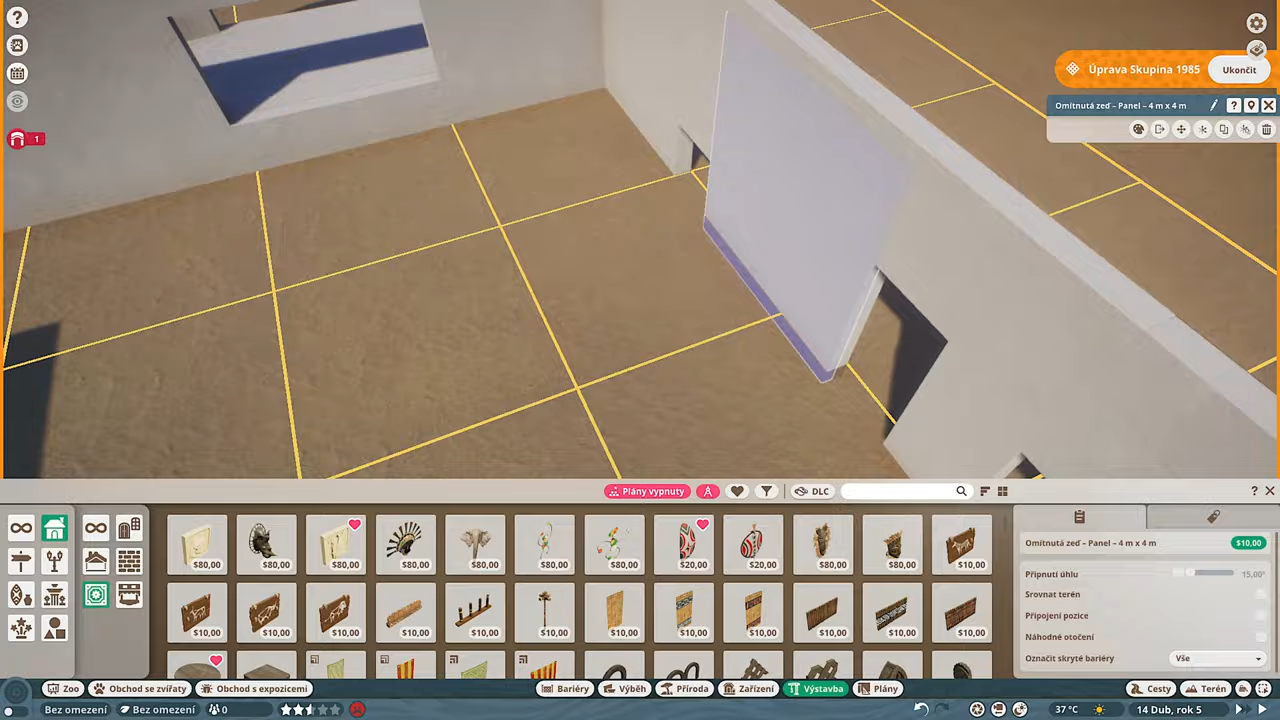 Úprava Skupina 1985
Ukončit
Omítnutá zeď – Panel – 4 m x 4 m
1
Plány vypnuty
DLC
$80,00 $80,00 $80,00 $80,00 $80,00 $80,00 $80,00 $20,00 $20,00 $80,00 $80,00 $10,00
$10,00 $10,00 $10,00 $10,00 $10,00 $10,00 $10,00 $10,00 $10,00 $10,00 $10,00 $10,00
Omítnutá zeď – Panel – 4 m x 4 m
$10,00
Připnutí úhlu
15,00°
Srovnat terén
Připojení pozice
Náhodné otočení
Označit skryté bariéry
Vše
Zoo
Obchod se zvířaty
Obchod s expozicemi
Bariéry
Výběh
Příroda
Zařízení
Výstavba
Plány
Cesty
Terén
Bez omezení
Bez omezení
0
37 °C
14 Dub, rok 5